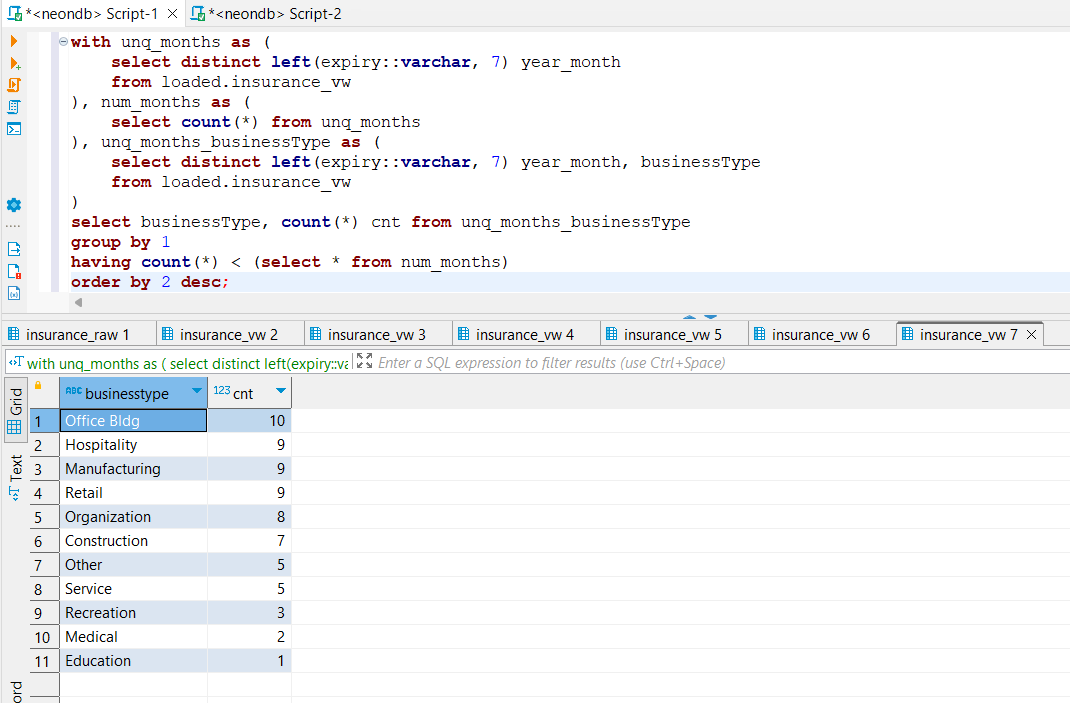 *<neondb> Script-1 *<neondb> Script-2
with unq_months as (
select distinct left(expiry::varchar, 7) year_month
from loaded.insurance_vw
), num_months as (
select count(*) from unq_months
), unq_months_businessType as (
select distinct left(expiry::varchar, 7) year_month, businessType
from loaded.insurance_vw
)
select businessType, count(*) cnt from unq_months_businessType
group by 1
having count(*) < (select * from num_months)
order by 2 desc;
insurance_raw 1 insurance_vw 2 insurance_vw 3 insurance_vw 4 insurance_vw 5 insurance_vw 6 insurance_vw 7
with unq_months as ( select distinct left(expiry::va Enter a SQL expression to filter results (use Ctrl+Space)
Grid
Text
ord
ABC businesstype 123 cnt
1 Office Bldg 10
2 Hospitality 9
3 Manufacturing 9
4 Retail 9
5 Organization 8
6 Construction 7
7 Other 5
8 Service 5
9 Recreation 3
10 Medical 2
11 Education 1